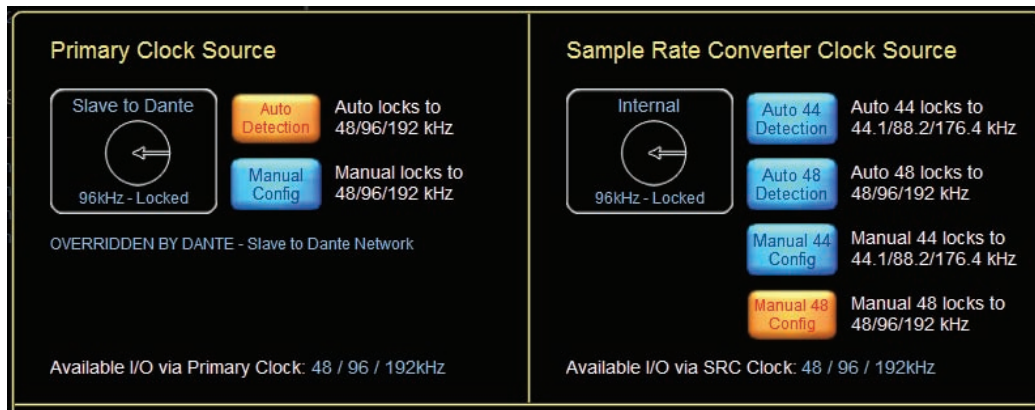 Primary Clock Source
Slave to Dante
96kHz - Locked
Auto
Detection
Auto locks to
48/96/192 kHz
Manual
Config
Manual locks to
48/96/192 kHz
OVERRIDDEN BY DANTE - Slave to Dante Network
Available I/O via Primary Clock: 48 / 96 / 192kHz
Sample Rate Converter Clock Source
Internal
96kHz - Locked
Auto 44
Detection
Auto 44 locks to
44.1/88.2/176.4 kHz
Auto 48
Detection
Auto 48 locks to
48/96/192 kHz
Manual 44
Config
Manual 44 locks to
44.1/88.2/176.4 kHz
Manual 48
Config
Manual 48 locks to
48/96/192 kHz
Available I/O via SRC Clock: 48 / 96 / 192kHz